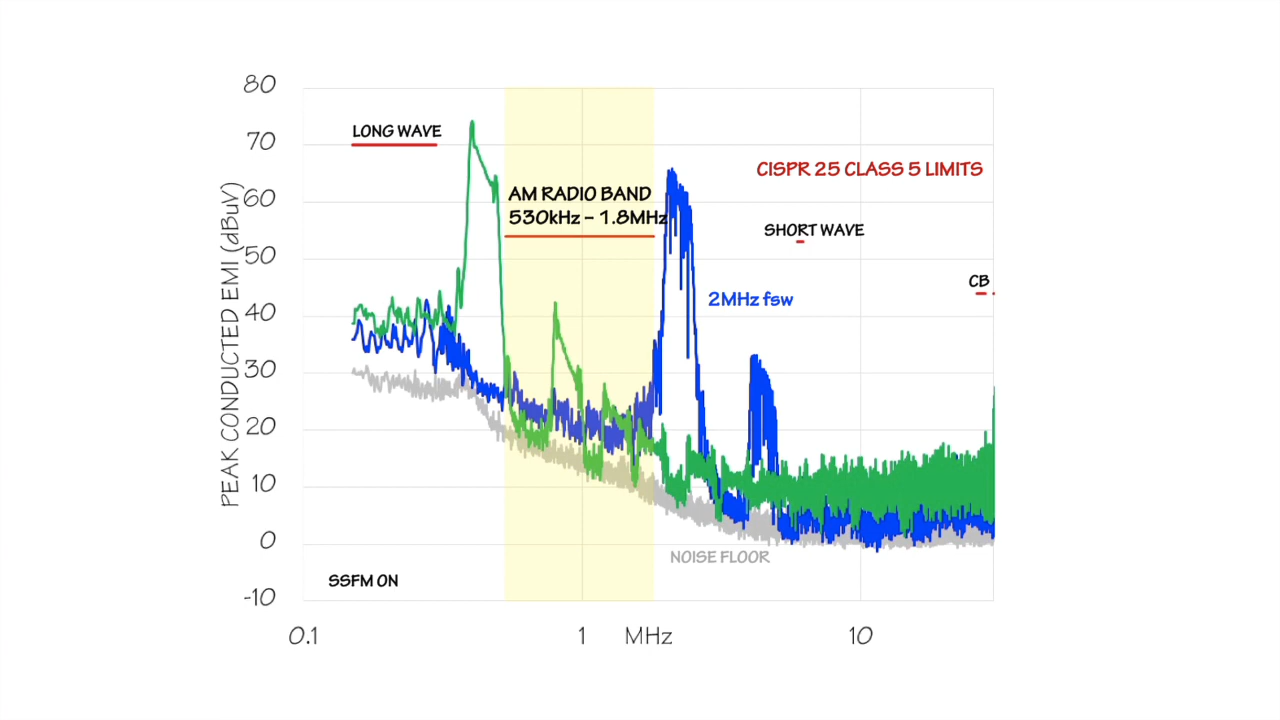 80
70
60
50
40
30
20
10
0
-10
PEAK CONDUCTED EMI (dBuV)
LONG WAVE
AM RADIO BAND
530kHz – 1.8MHz
CISPR 25 CLASS 5 LIMITS
SHORT WAVE
CB
2MHz fsw
NOISE FLOOR
SSFM ON
0.1
1
MHz
10